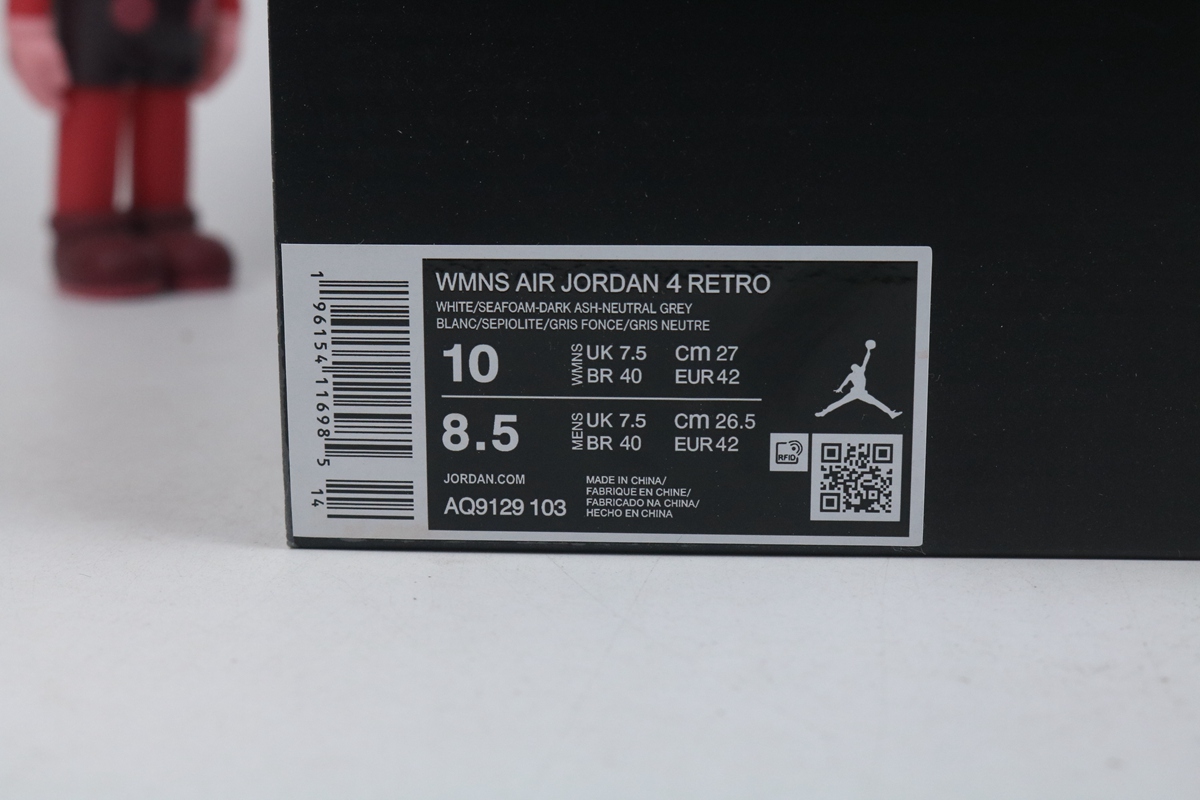 WMNS AIR JORDAN 4 RETRO
WHITE/SEAFOAM-DARK ASH-NEUTRAL GREY
BLANC/SEPIOLITE/GRIS FONCE/GRIS NEUTRE
10 WMNS UK 7.5 cm 27
BR 40 EUR 42
8.5 MENS UK 7.5 cm 26.5
BR 40 EUR 42
JORDAN.COM
AQ9129 103
MADE IN CHINA/
FABRIQUE EN CHINE/
FABRICADO NA CHINA/
HECHO EN CHINA
RFID
1 96154 11698 5 14